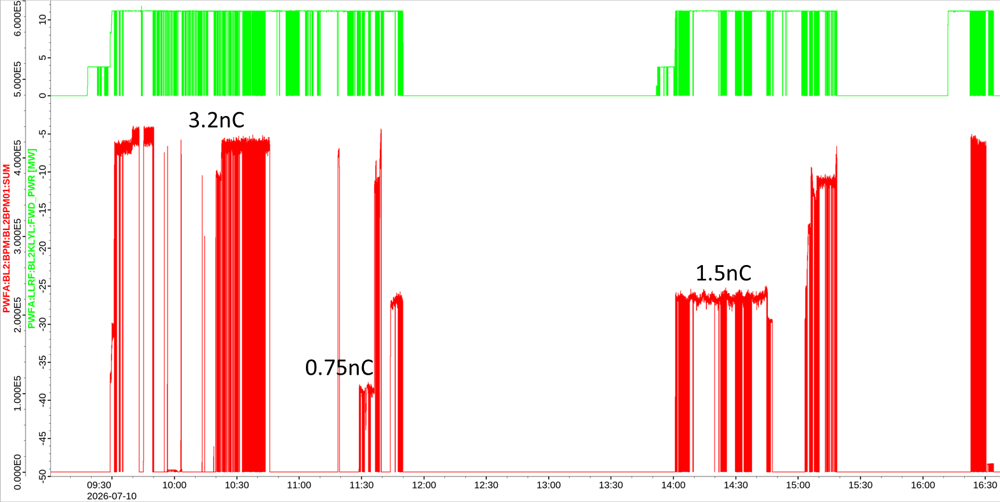 PWFA:BL2:BPM:BL2BPM01:SUM
0.000E0
1.000E5
2.000E5
3.000E5
4.000E5
5.000E5
6.000E5
PWFA:LLRF:BL2KLYL:FWD_PWR [MW]
10
5
0
-5
-10
-15
-20
-25
-30
-35
-40
-45
-50
3.2nC
0.75nC
1.5nC
09:30 10:00 10:30 11:00 11:30 12:00 12:30 13:00 13:30 14:00 14:30 15:00 15:30 16:00 16:30
2026-07-10